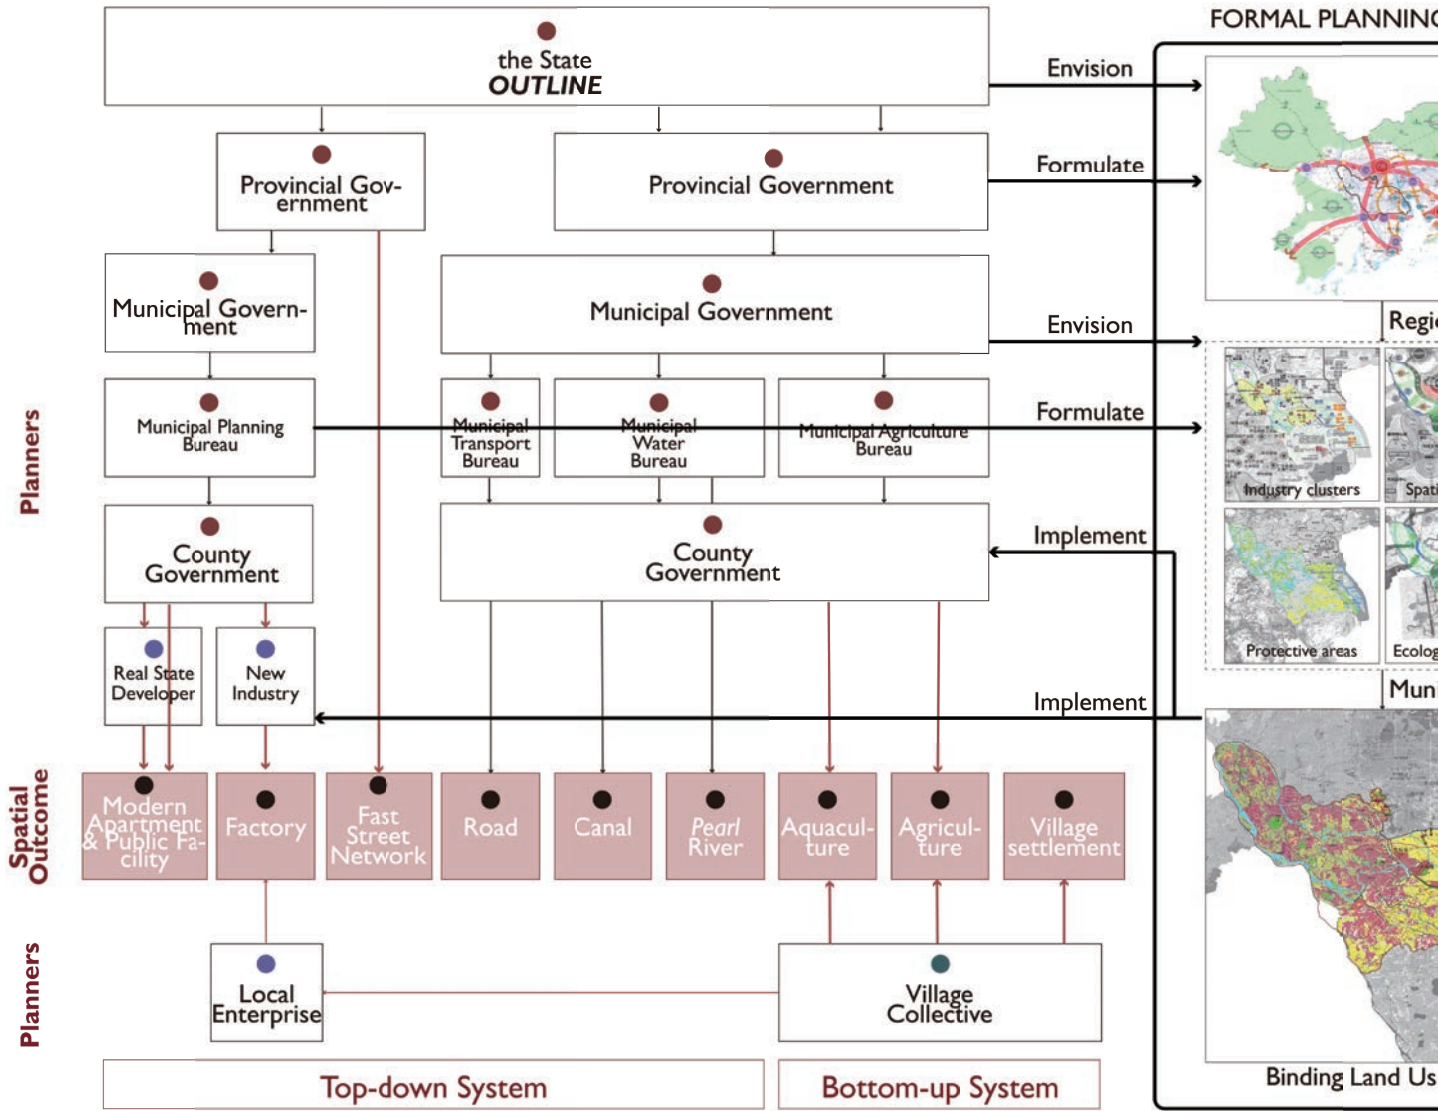 FORMAL PLANNING
the State
OUTLINE
Envision
Provincial Gov-
ernment
Provincial Government
Formulate
Municipal Govern-
ment
Municipal Government
Envision
Regi
Planners
Municipal Planning
Bureau
Municipal
Transport
Bureau
Municipal
Water
Bureau
Municipal Agriculture
Bureau
Formulate
Industry clusters
Spati
County
Government
County
Government
Implement
Protective areas
Ecolog
Real State
Developer
New
Industry
Implement
Muni
Spatial
Outcome
Modern
Apartment
& Public Fa-
cility
Factory
Fast
Street
Network
Road
Canal
Pearl
River
Aquacul-
ture
Agricul-
ture
Village
settlement
Planners
Local
Enterprise
Village
Collective
Top-down System
Bottom-up System
Binding Land Us